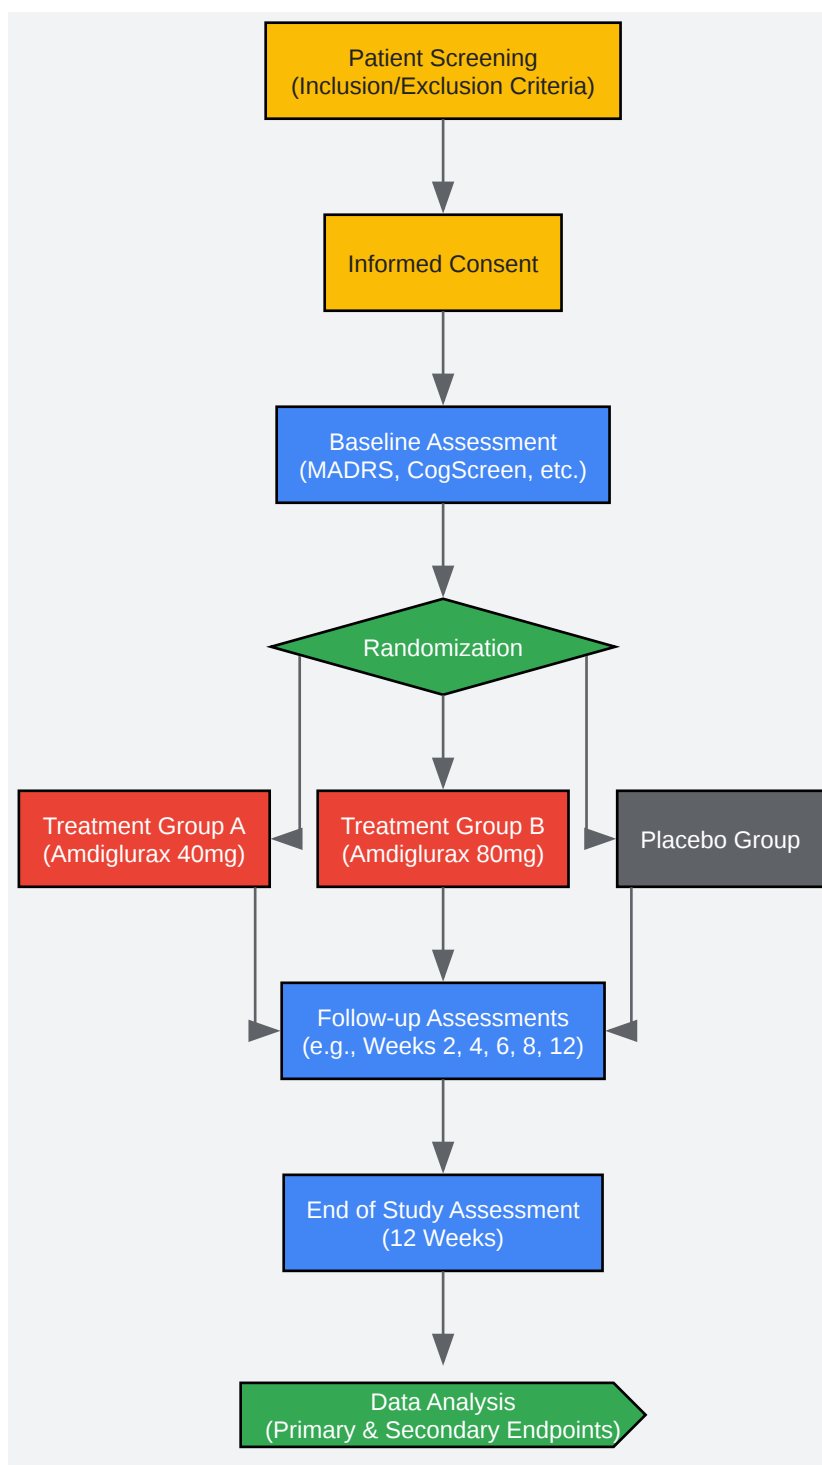 Patient Screening
(Inclusion/Exclusion Criteria)
Informed Consent
Baseline Assessment
(MADRS, CogScreen, etc.)
Randomization
Treatment Group A
(Amdiglurax 40mg)
Treatment Group B
(Amdiglurax 80mg)
Placebo Group
Follow-up Assessments
(e.g., Weeks 2, 4, 6, 8, 12)
End of Study Assessment
(12 Weeks)
Data Analysis
(Primary & Secondary Endpoints)